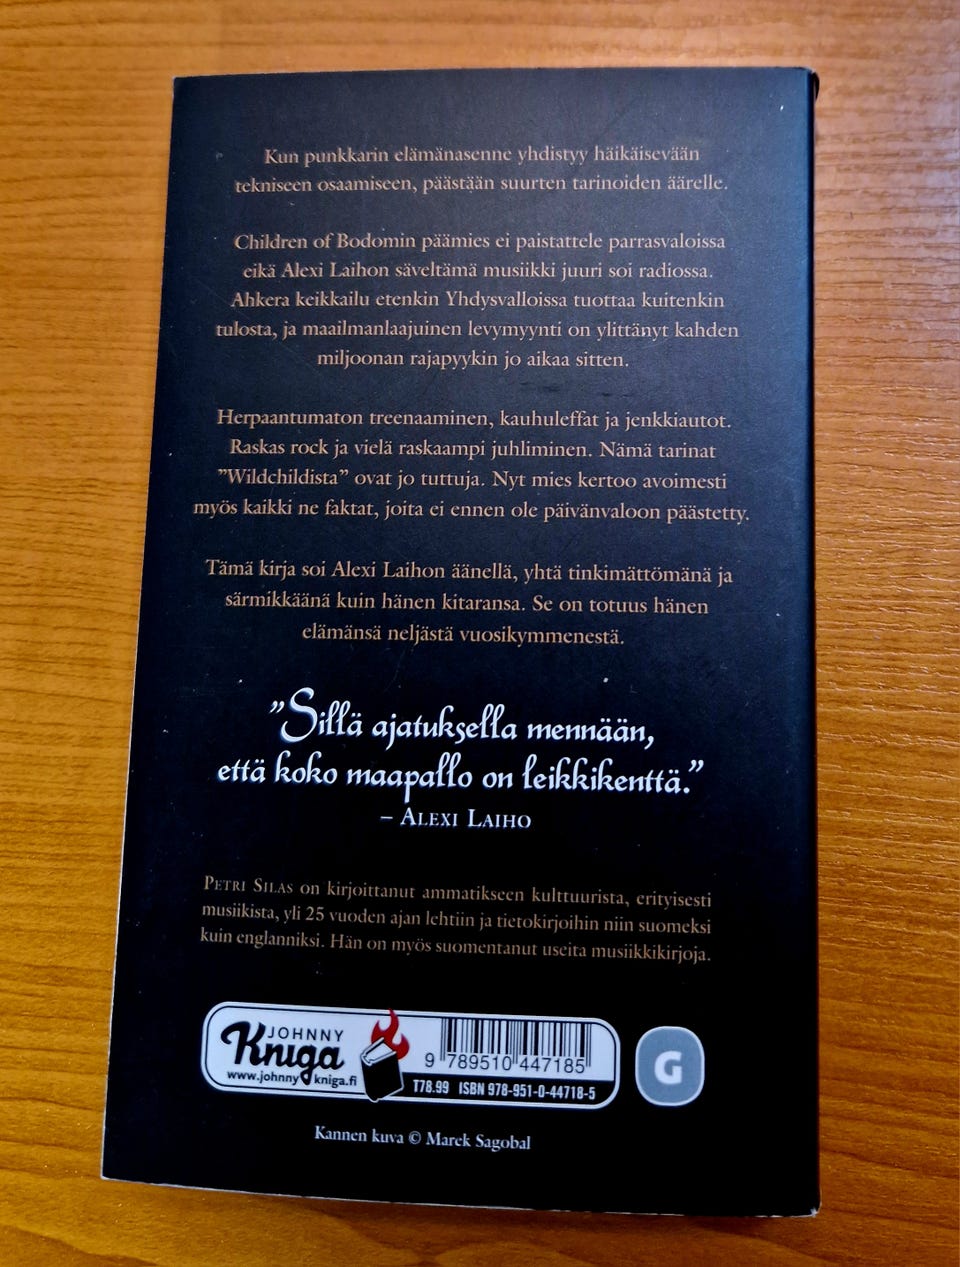 Kun punkkarin elämänasenne yhdistyy häikäisevään
tekniseen osaamiseen, päästään suurten tarinoiden äärelle.
Children of Bodomin päämies ei paistattele parrasvaloissa
eikä Alexi Laihon säveltämä musiikki juuri soi radiossa.
Ahkera keikkailu etenkin Yhdysvalloissa tuottaa kuitenkin
tulosta, ja maailmanlaajuinen levymyynti on ylittänyt kahden
miljoonan rajapyykin jo aikaa sitten.
Herpaantumaton treenaaminen, kauhuleffat ja jenkkiautot.
Raskas rock ja vielä raskaampi juhliminen. Nämä tarinat
”Wildchildista” ovat jo tuttuja. Nyt mies kertoo avoimesti
myös kaikki ne faktat, joita ei ennen ole päivänvaloon päästetty.
Tämä kirja soi Alexi Laihon äänellä, yhtä tinkimättömänä ja
särmikkäänä kuin hänen kitaransa. Se on totuus hänen
elämänsä neljästä vuosikymmenestä.
”Sillä ajatuksella mennään,
että koko maapallo on leikkikenttä.”
– Alexi Laiho
Petri Silas on kirjoittanut ammatikseen kulttuurista, erityisesti
musiikista, yli 25 vuoden ajan lehtiin ja tietokirjoihin niin suomeksi
kuin englanniksi. Hän on myös suomentanut useita musiikkikirjoja.
JOHNNY
Kniga
www.johnnykniga.fi
9 789510 447185
T78.99 ISBN 978-951-0-44718-5
G
Kannen kuva © Marek Sagobal